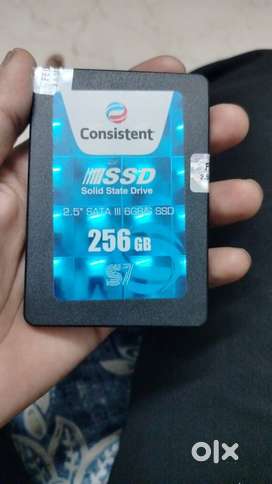 Consistent
SSD
Solid State Drive
2.5" SATA III 6GB/s SSD
256 GB
S7
olx